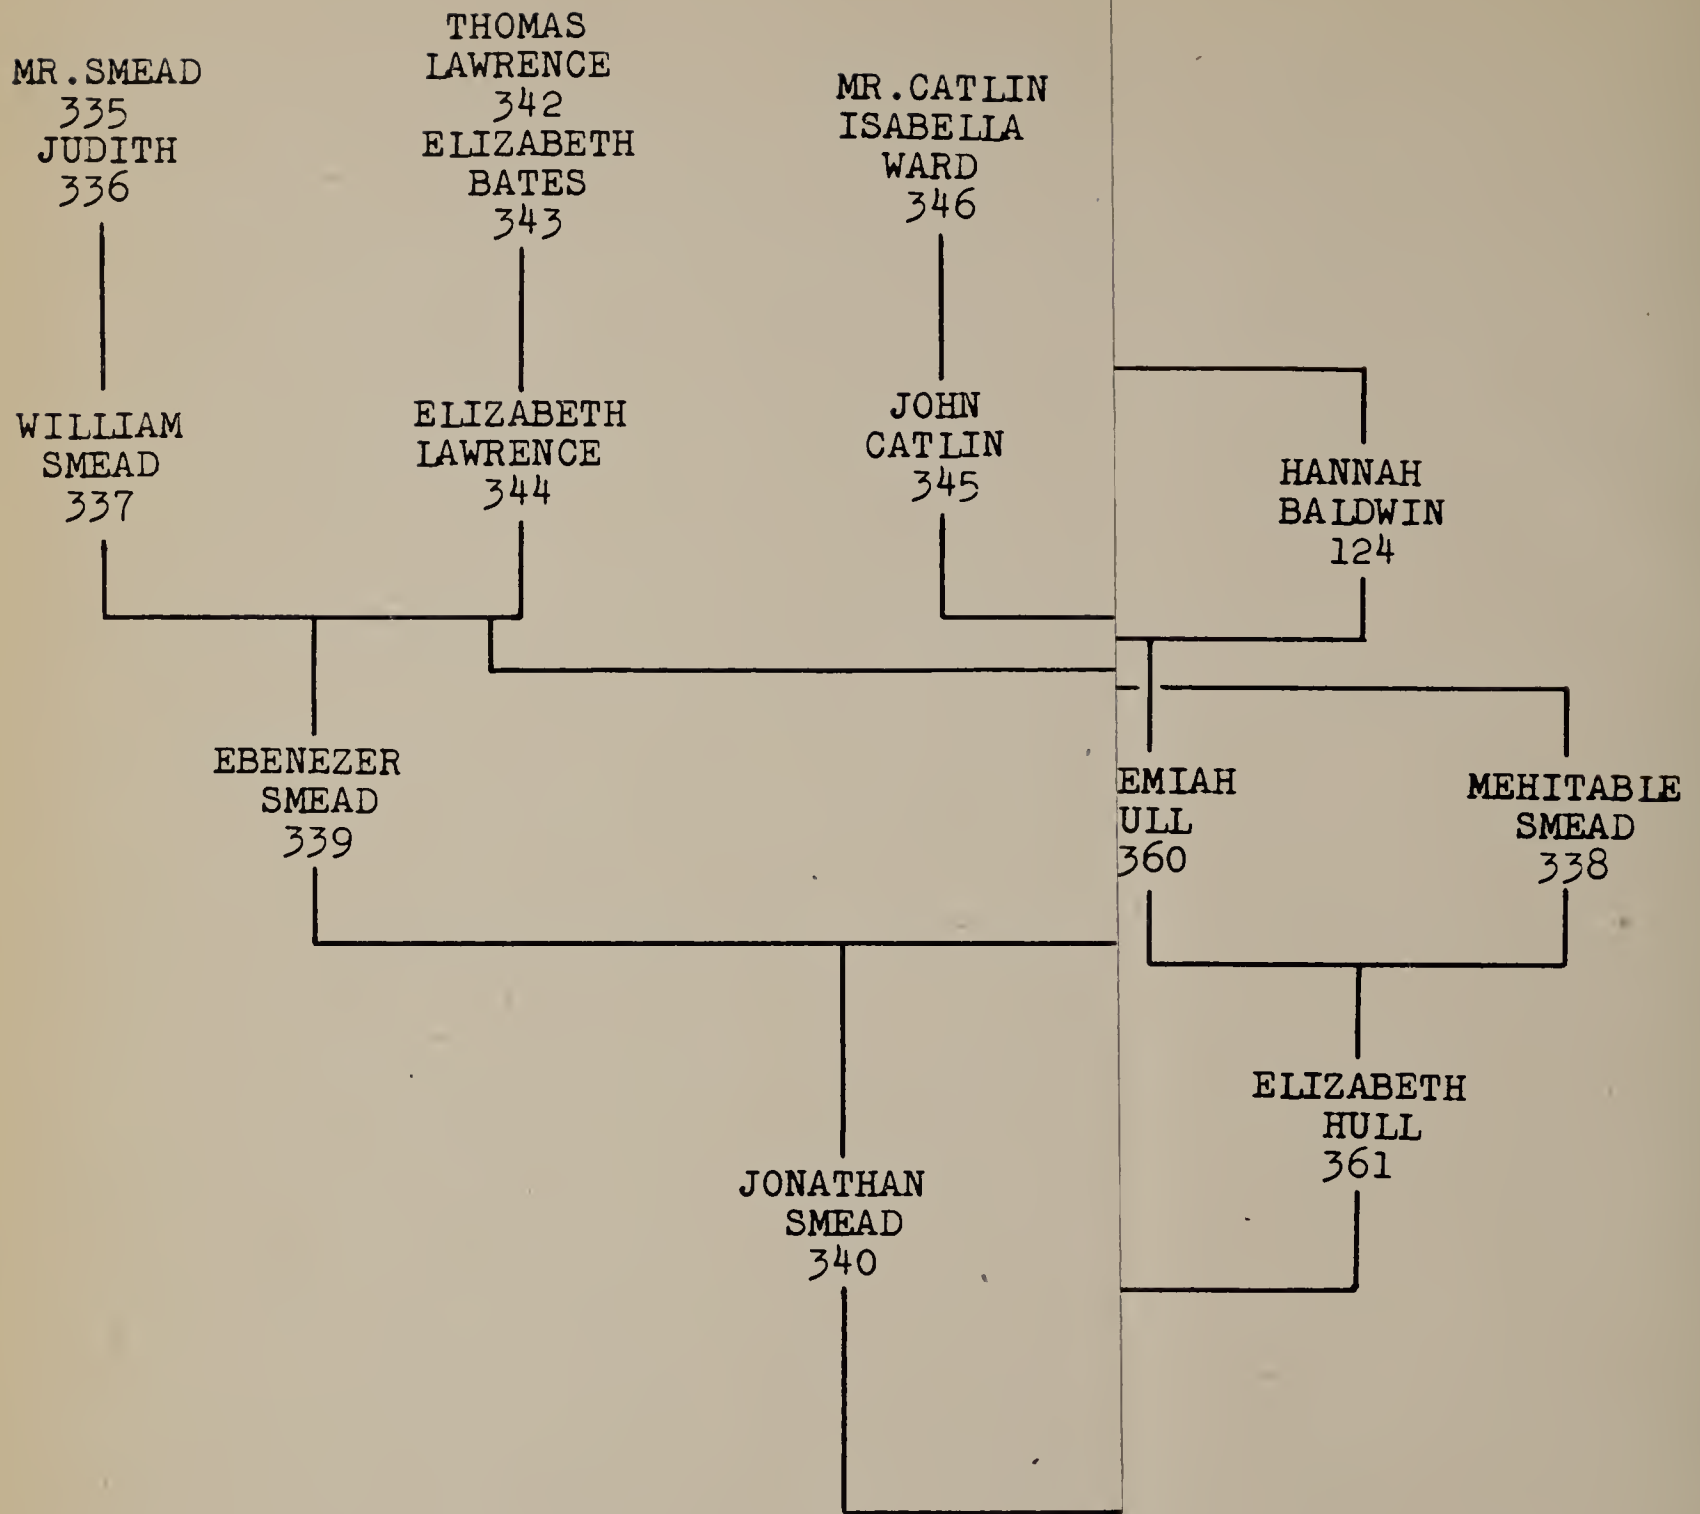 MR.SMEAD
335
JUDITH
336
THOMAS
LAWRENCE
342
ELIZABETH
BATES
343
MR.CATLIN
ISABELLA
WARD
346
WILLIAM
SMEAD
337
ELIZABETH
LAWRENCE
344
JOHN
CATLIN
345
HANNAH
BALDWIN
124
EBENEZER
SMEAD
339
EMIAH
ULL
360
MEHITABLE
SMEAD
338
ELIZABETH
HULL
361
JONATHAN
SMEAD
340